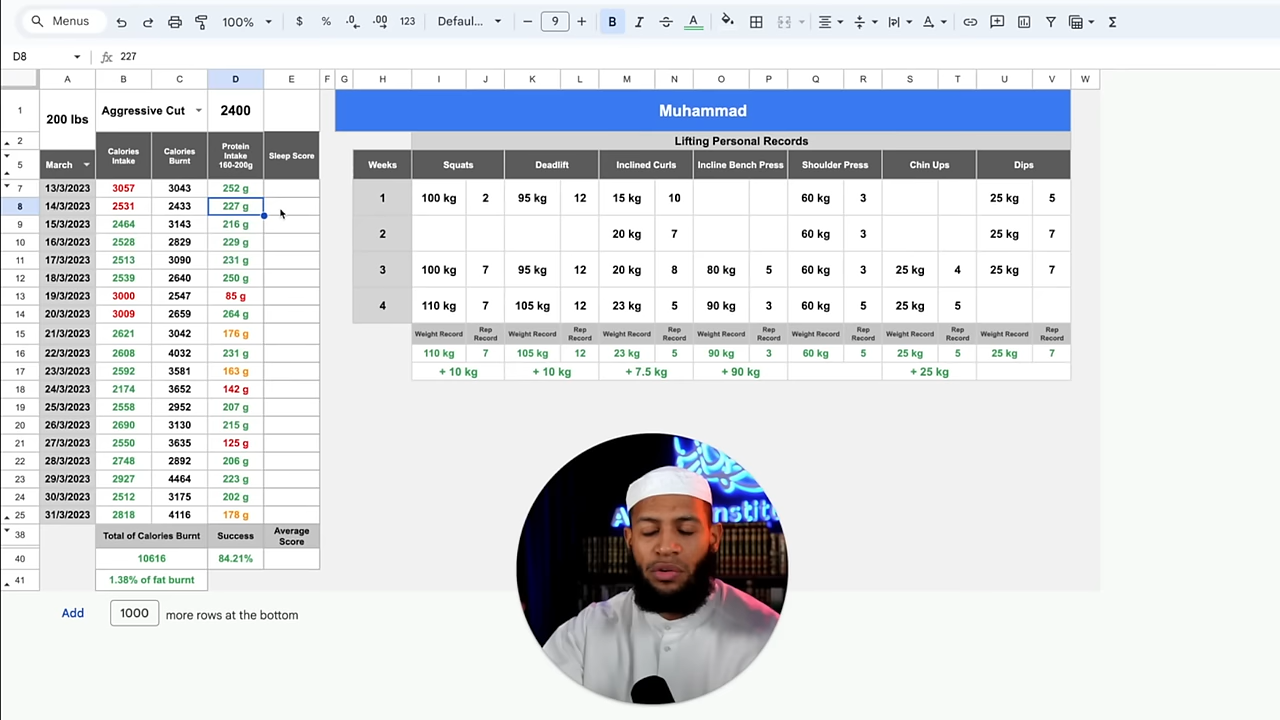 Menus 100% $ % .0 .00 123 Defaul... 9 B I A Σ
D8 fx 227
A B C D E F G H I J K L M N O P Q R S T U V W
1 200 lbs Aggressive Cut 2400 Muhammad
2 Calories Intake Calories Burnt Protein Intake 160-200g Sleep Score Lifting Personal Records
5 March Weeks Squats Deadlift Inclined Curls Incline Bench Press Shoulder Press Chin Ups Dips
7 13/3/2023 3057 3043 252 g 1 100 kg 2 95 kg 12 15 kg 10 60 kg 3 25 kg 5
8 14/3/2023 2531 2433 227 g
9 15/3/2023 2464 3143 216 g 2 20 kg 7 60 kg 3 25 kg 7
10 16/3/2023 2528 2829 229 g
11 17/3/2023 2513 3090 231 g 3 100 kg 7 95 kg 12 20 kg 8 80 kg 5 60 kg 3 25 kg 4 25 kg 7
12 18/3/2023 2539 2640 250 g
13 19/3/2023 3000 2547 85 g 4 110 kg 7 105 kg 12 23 kg 5 90 kg 3 60 kg 5 25 kg 5
14 20/3/2023 3009 2659 264 g
15 21/3/2023 2621 3042 176 g Weight Record Rep Record Weight Record Rep Record Weight Record Rep Record Weight Record Rep Record Weight Record Rep Record Weight Record Rep Record Weight Record Rep Record
16 22/3/2023 2608 4032 231 g 110 kg 7 105 kg 12 23 kg 5 90 kg 3 60 kg 5 25 kg 5 25 kg 7
17 23/3/2023 2592 3581 163 g + 10 kg + 10 kg + 7.5 kg + 90 kg + 25 kg
18 24/3/2023 2174 3652 142 g
19 25/3/2023 2558 2952 207 g
20 26/3/2023 2690 3130 215 g
21 27/3/2023 2550 3635 125 g
22 28/3/2023 2748 2892 206 g
23 29/3/2023 2927 4464 223 g
24 30/3/2023 2512 3175 202 g
25 31/3/2023 2818 4116 178 g
38 Total of Calories Burnt Success Average Score
40 10616 84.21%
41 1.38% of fat burnt
Add 1000 more rows at the bottom